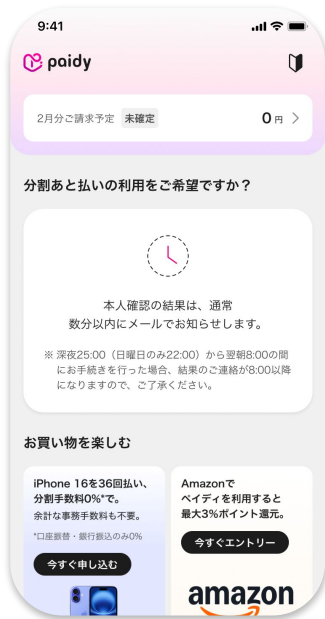 9:41
paidy
2月分ご請求予定 未確定 0 円
分割あと払いの利用をご希望ですか？
本人確認の結果は、通常
数分以内にメールでお知らせします。
※ 深夜25:00（日曜日のみ22:00）から翌朝8:00の間
にお手続きを行った場合、結果のご連絡が8:00以降
になりますので、ご了承ください。
お買い物を楽しむ
iPhone 16を36回払い、
分割手数料0%*で。
余計な事務手数料も不要。
*口座振替・銀行振込のみ0%
今すぐ申し込む
Amazonで
ペイディを利用すると
最大3%ポイント還元。
今すぐエントリー
amazon